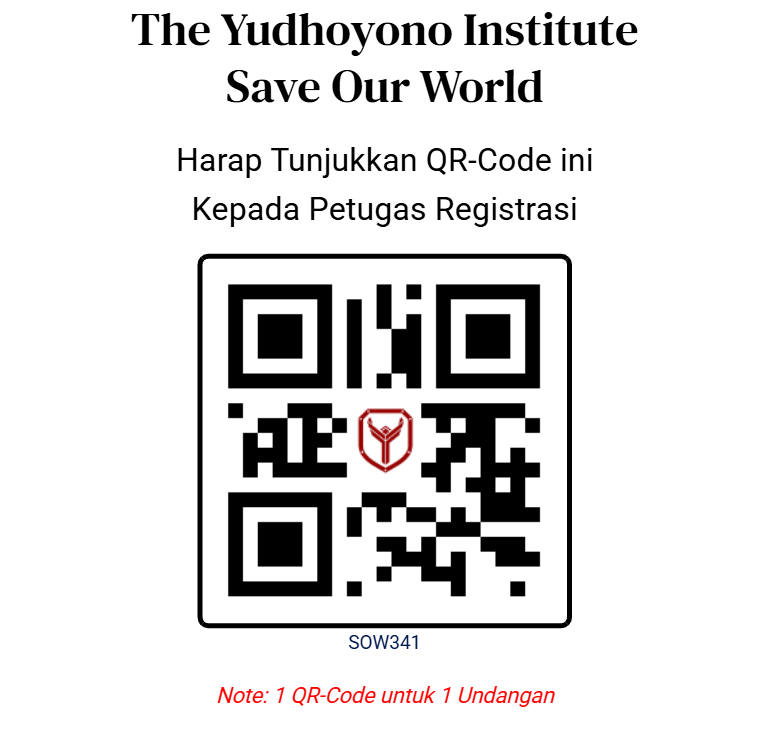 The Yudhoyono Institute
Save Our World
Harap Tunjukkan QR-Code ini
Kepada Petugas Registrasi
SOW341
Note: 1 QR-Code untuk 1 Undangan